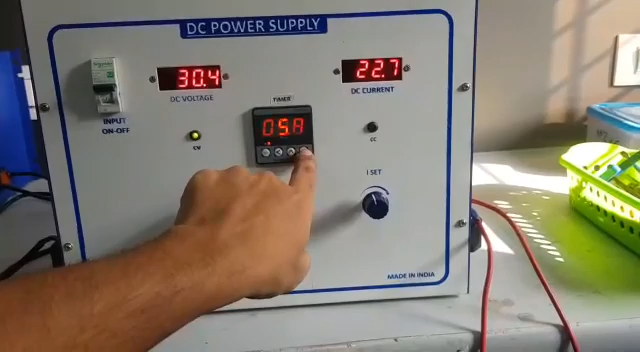 DC POWER SUPPLY
30.4
DC VOLTAGE
22.7
DC CURRENT
TIMER
05.A
INPUT
ON-OFF
CV
CC
I SET
MADE IN INDIA